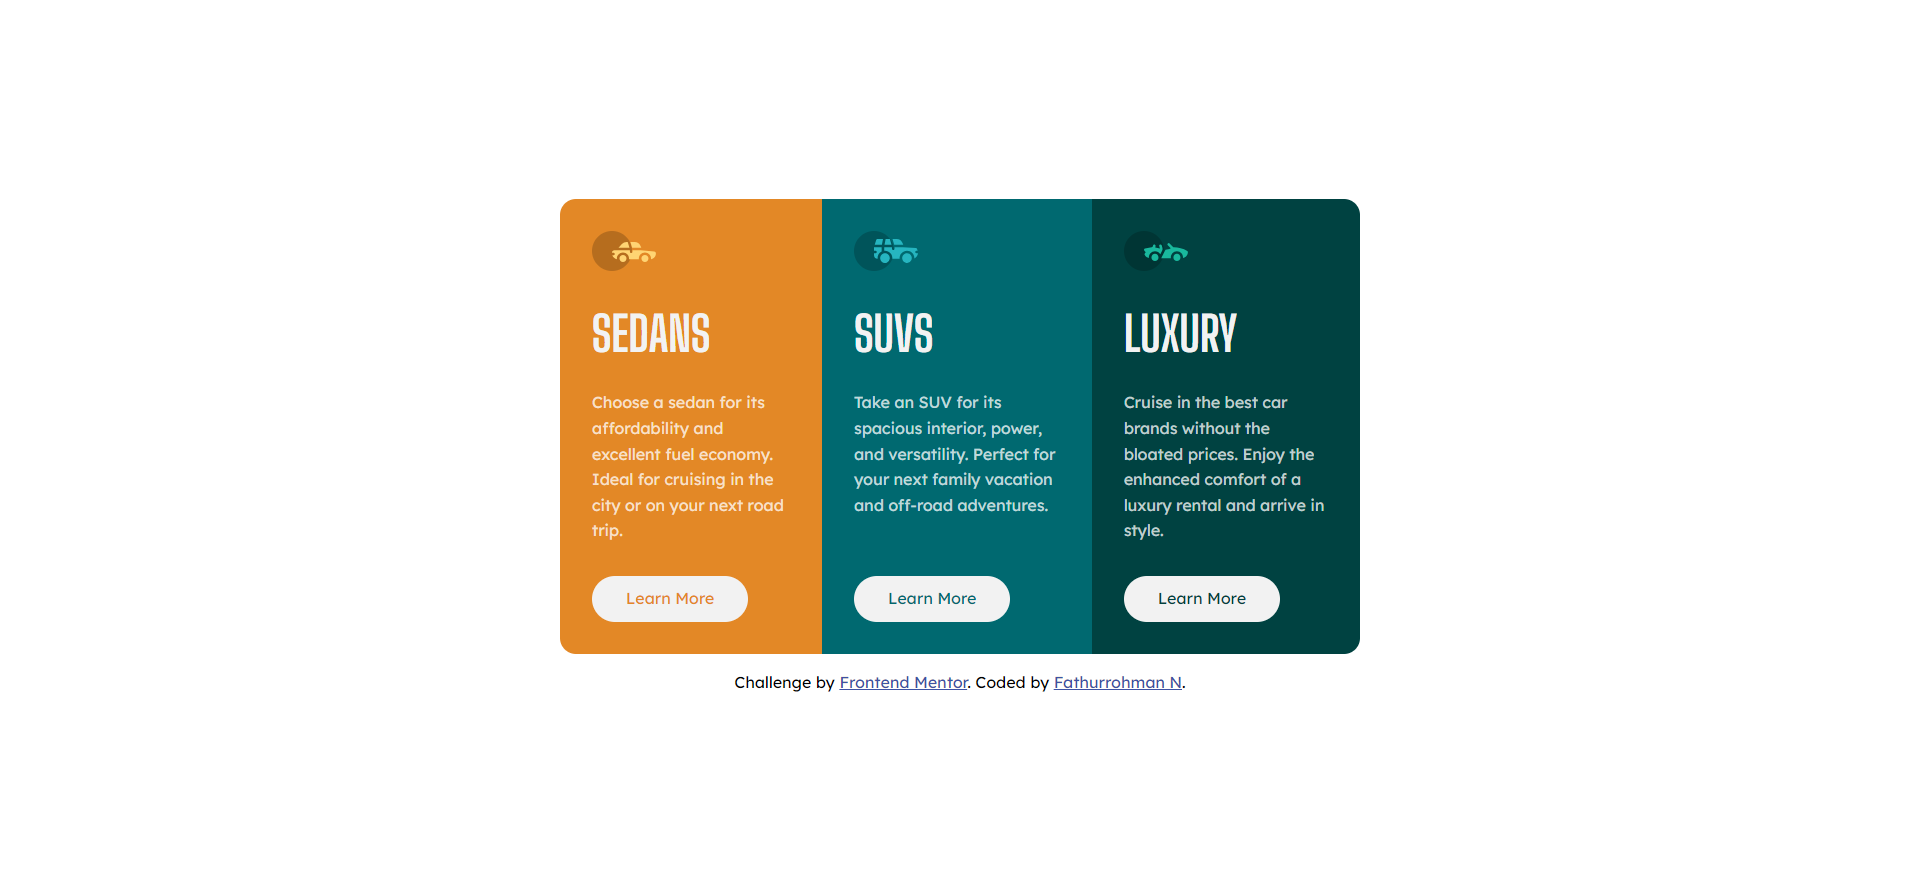 SEDANS
Choose a sedan for its
affordability and
excellent fuel economy.
Ideal for cruising in the
city or on your next road
trip.
Learn More
SUVS
Take an SUV for its
spacious interior, power,
and versatility. Perfect for
your next family vacation
and off-road adventures.
Learn More
LUXURY
Cruise in the best car
brands without the
bloated prices. Enjoy the
enhanced comfort of a
luxury rental and arrive in
style.
Learn More
Challenge by Frontend Mentor. Coded by Fathurrohman N.